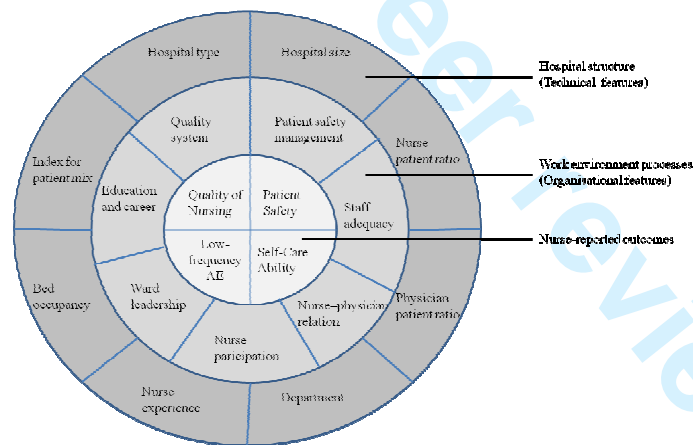 Hospital type
Hospital size
Nurse
patient ratio
Physician
patient ratio
Department
Nurse
experience
Bed
occupancy
Index for
patient mix
Quality
system
Patient safety
management
Staff
adequacy
Nurse–physician
relation
Nurse
paricipation
Ward
leadership
Education
and career
Quality of
Nursing
Patient
Safety
Self-Care
Ability
Low-
frequency
AE
Hospital structure
(Technical features)
Work environment processes
(Organisational features)
Nurse-reported outcomes
eer review